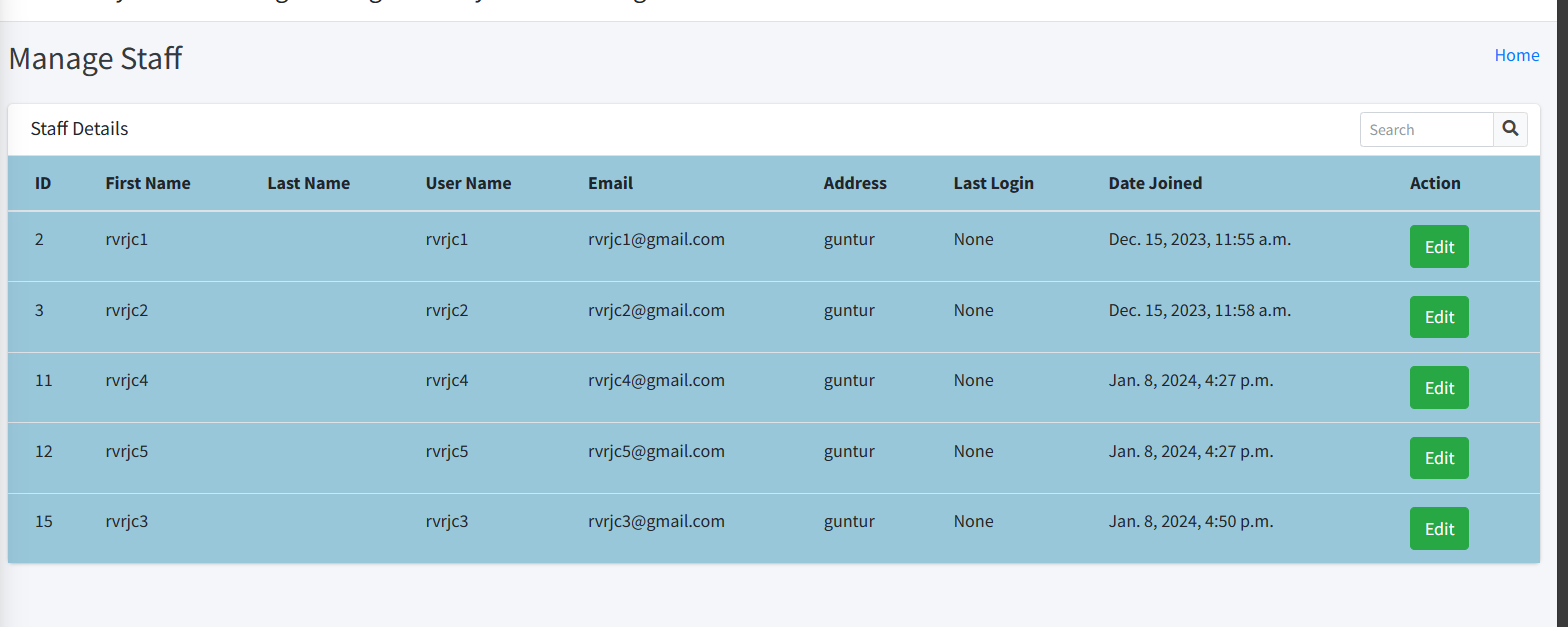 Manage Staff
Home
Staff Details
Search
ID First Name Last Name User Name Email Address Last Login Date Joined Action
2 rvrjc1 rvrjc1 rvrjc1@gmail.com guntur None Dec. 15, 2023, 11:55 a.m. Edit
3 rvrjc2 rvrjc2 rvrjc2@gmail.com guntur None Dec. 15, 2023, 11:58 a.m. Edit
11 rvrjc4 rvrjc4 rvrjc4@gmail.com guntur None Jan. 8, 2024, 4:27 p.m. Edit
12 rvrjc5 rvrjc5 rvrjc5@gmail.com guntur None Jan. 8, 2024, 4:27 p.m. Edit
15 rvrjc3 rvrjc3 rvrjc3@gmail.com guntur None Jan. 8, 2024, 4:50 p.m. Edit